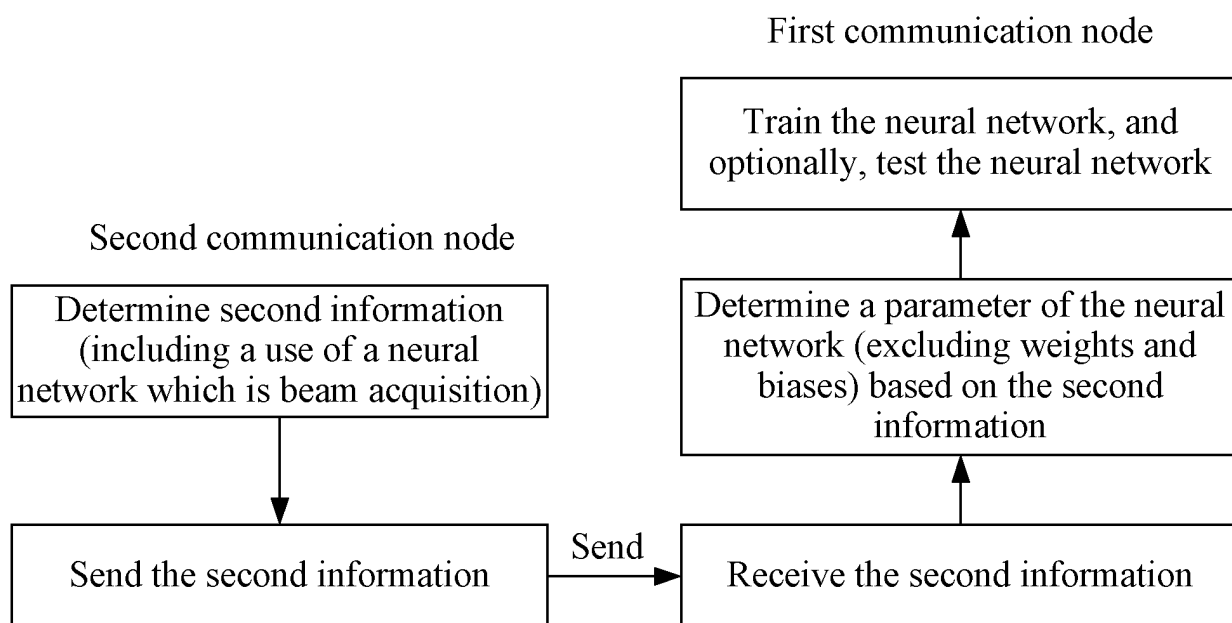 First communication node
Train the neural network, and
optionally, test the neural network
Second communication node
Determine second information
(including a use of a neural
network which is beam acquisition)
Determine a parameter of the neural
network (excluding weights and
biases) based on the second
information
Send the second information
Send
Receive the second information